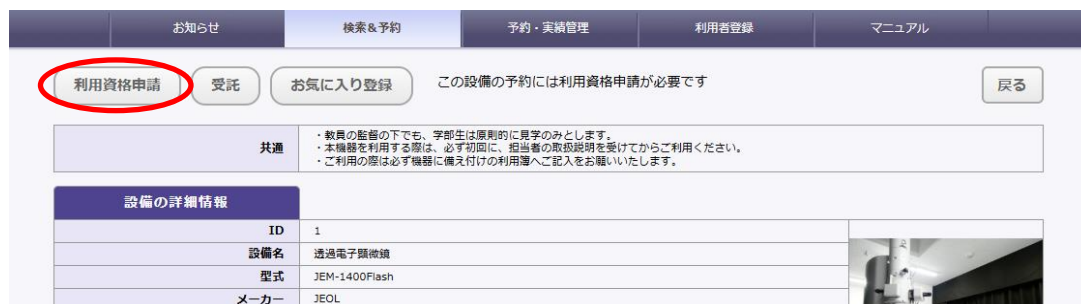 お知らせ 検索&予約 予約・実績管理 利用者登録 マニュアル
利用資格申請 受託 お気に入り登録 この設備の予約には利用資格申請が必要です 戻る
共通
・教員の監督の下でも、学部生は原則的に見学のみとします。
・本機器を利用する際は、必ず初回に、担当者の取扱説明を受けてからご利用ください。
・ご利用の際は必ず機器に備え付けの利用簿へご記入をお願いいたします。
設備の詳細情報
ID 1
設備名 透過電子顕微鏡
型式 JEM-1400Flash
メーカー JEOL